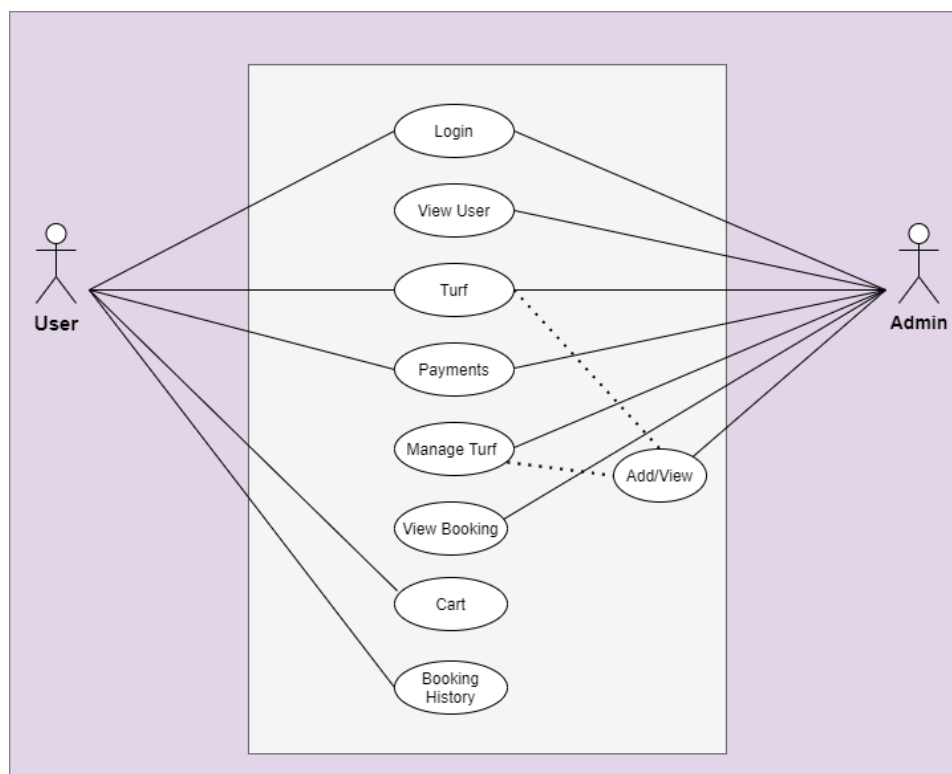 Login
View User
Turf
User
Admin
Payments
Manage Turf
Add/View
View Booking
Cart
Booking
History